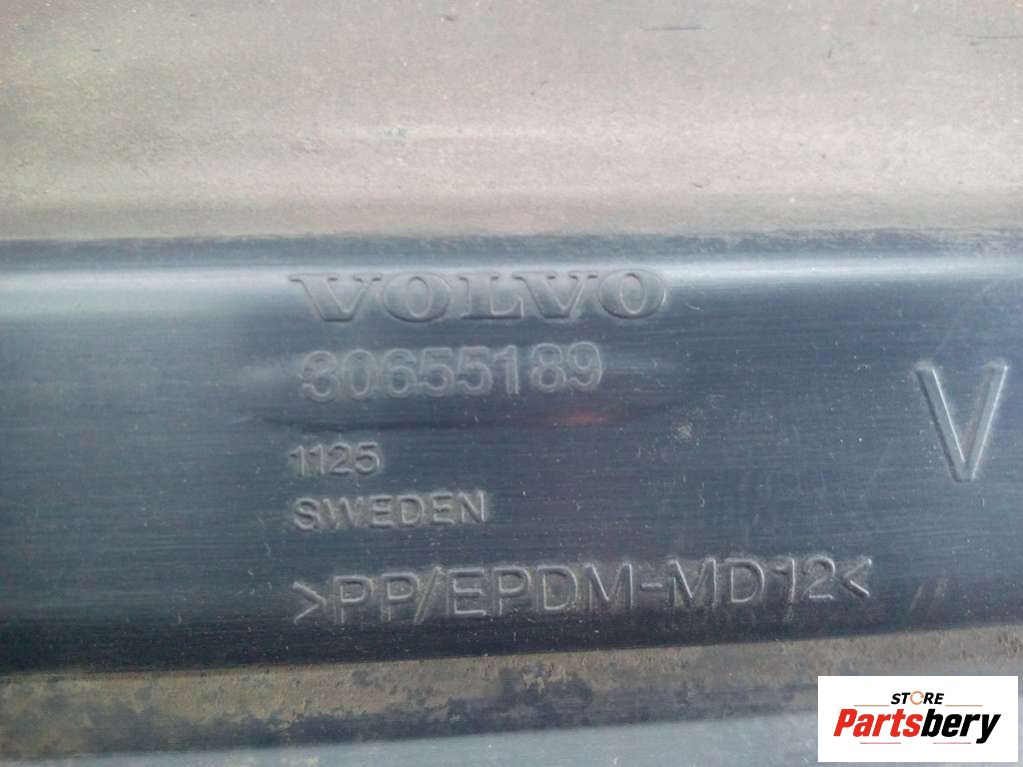 VOLVO
30655189
1125
SWEDEN
>PP/EPDM-MD12<
V
STORE
Partsbery